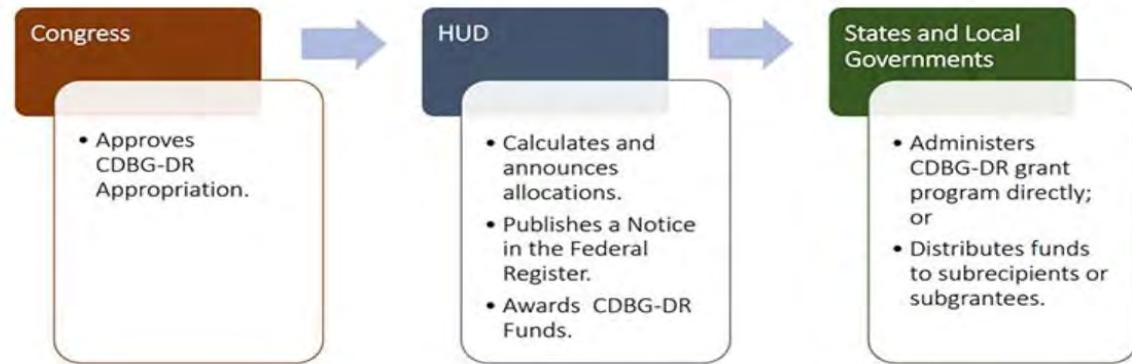 Congress
• Approves
CDBG-DR
Appropriation.
HUD
• Calculates and
announces
allocations.
• Publishes a Notice
in the Federal
Register.
• Awards CDBG-DR
Funds.
States and Local
Governments
• Administers
CDBG-DR grant
program directly;
or
• Distributes funds
to subrecipients or
subgrantees.